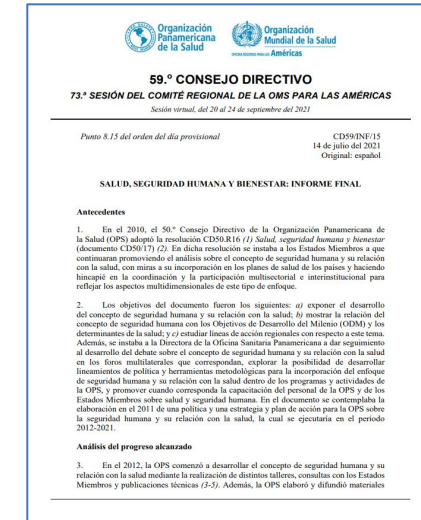 Organización
Panamericana
de la Salud
Organización
Mundial de la Salud
Américas
59.º CONSEJO DIRECTIVO
73.ª SESIÓN DEL COMITÉ REGIONAL DE LA OMS PARA LAS AMÉRICAS
Sesión virtual, del 20 al 24 de septiembre del 2021
Punto 8.15 del orden del día provisional
CD59/INF/15
14 de julio del 2021
Original: español
SALUD, SEGURIDAD HUMANA Y BIENESTAR: INFORME FINAL
Antecedentes
1. En el 2010, el 50.º Consejo Directivo de la Organización Panamericana de
la Salud (OPS) adoptó la resolución CD50.R16 (1) Salud, seguridad humana y bienestar
(documento CD50/17) (2). En dicha resolución se instaba a los Estados Miembros a que
continuaran promoviendo el análisis sobre el concepto de seguridad humana y su relación
con la salud, con miras a su incorporación en los planes de salud de los países y haciendo
hincapié en la coordinación y la participación multisectorial e interinstitucional para
reflejar los aspectos multidimensionales de este tipo de enfoque.
2. Los objetivos del documento fueron los siguientes: a) exponer el desarrollo
del concepto de seguridad humana y su relación con la salud; b) mostrar la relación del
concepto de seguridad humana con los Objetivos de Desarrollo del Milenio (ODM) y los
determinantes de la salud; y c) estudiar líneas de acción regionales con respecto a este tema.
Además, se instaba a la Directora de la Oficina Sanitaria Panamericana a dar seguimiento
al desarrollo del debate sobre el concepto de seguridad humana y su relación con la salud
en los foros multilaterales que correspondan, explorar la posibilidad de desarrollar
lineamientos de política y herramientas metodológicas para la incorporación del enfoque
de seguridad humana y su relación con la salud dentro de los programas y actividades de
la OPS, y promover cuando corresponda la capacitación del personal de la OPS y de los
Estados Miembros sobre salud y seguridad humana. En el documento se contemplaba la
elaboración en el 2011 de una política y una estrategia y plan de acción para la OPS sobre
la seguridad humana y su relación con la salud, la cual se ejecutaría en el período
2012-2021.
Análisis del progreso alcanzado
3. En el 2012, la OPS comenzó a desarrollar el concepto de seguridad humana y su
relación con la salud mediante la realización de distintos talleres, consultas con los Estados
Miembros y publicaciones técnicas (3-5). Además, la OPS elaboró y difundió materiales